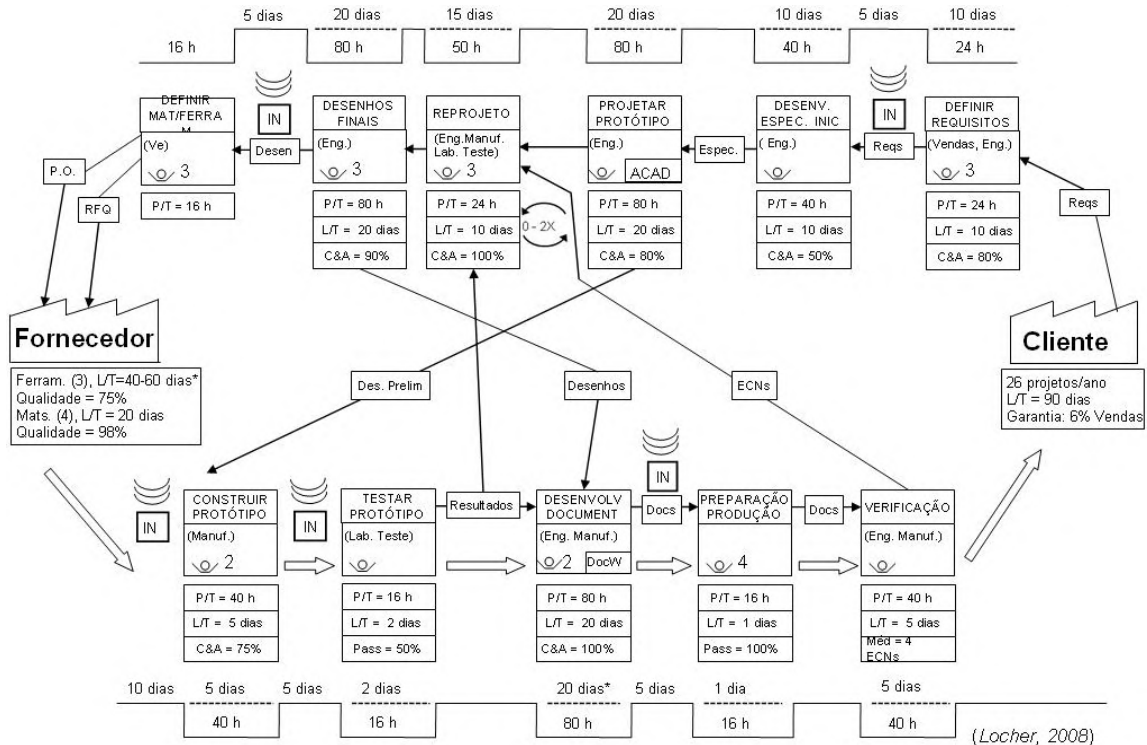 5 dias
20 dias
15 dias
20 dias
10 dias
5 dias
10 dias
16 h
80 h
50 h
80 h
40 h
24 h
IN
IN
DEFINIR
MAT/FERRA
(Ve)
3
P/T = 16 h
Desen
DESENHOS
FINAIS
(Eng.)
3
P/T = 80 h
L/T = 20 dias
C&A = 90%
REPROJETO
(Eng.Manuf.
Lab. Teste)
3
P/T = 24 h
L/T = 10 dias
C&A = 100%
0 - 2X
PROJETAR
PROTÓTIPO
(Eng.)
ACAD
P/T = 80 h
L/T = 20 dias
C&A = 80%
Espec.
DESENV.
ESPEC. INIC
( Eng.)
P/T = 40 h
L/T = 10 dias
C&A = 50%
Reqs
DEFINIR
REQUISITOS
(Vendas, Eng.)
3
P/T = 24 h
L/T = 10 dias
C&A = 80%
P.O.
RFQ
Reqs
Fornecedor
Ferram. (3), L/T=40-60 dias*
Qualidade = 75%
Mats. (4), L/T = 20 dias
Qualidade = 98%
Des. Prelim
Desenhos
ECNs
Cliente
26 projetos/ano
L/T = 90 dias
Garantia: 6% Vendas
IN
IN
IN
CONSTRUIR
PROTÓTIPO
(Manuf.)
2
P/T = 40 h
L/T = 5 dias
C&A = 75%
TESTAR
PROTÓTIPO
(Lab. Teste)
P/T = 16 h
L/T = 2 dias
Pass = 50%
Resultados
DESENVOLV
DOCUMENT
(Eng. Manuf.)
2
DocW
P/T = 80 h
L/T = 20 dias
C&A = 100%
Docs
PREPARAÇÃO
PRODUÇÃO
4
P/T = 16 h
L/T = 1 dias
Pass = 100%
Docs
VERIFICAÇÃO
(Eng. Manuf.)
P/T = 40 h
L/T = 5 dias
Méd = 4
ECNs
10 dias
5 dias
5 dias
2 dias
20 dias*
5 dias
1 dia
5 dias
40 h
16 h
80 h
16 h
40 h
(Locher, 2008)